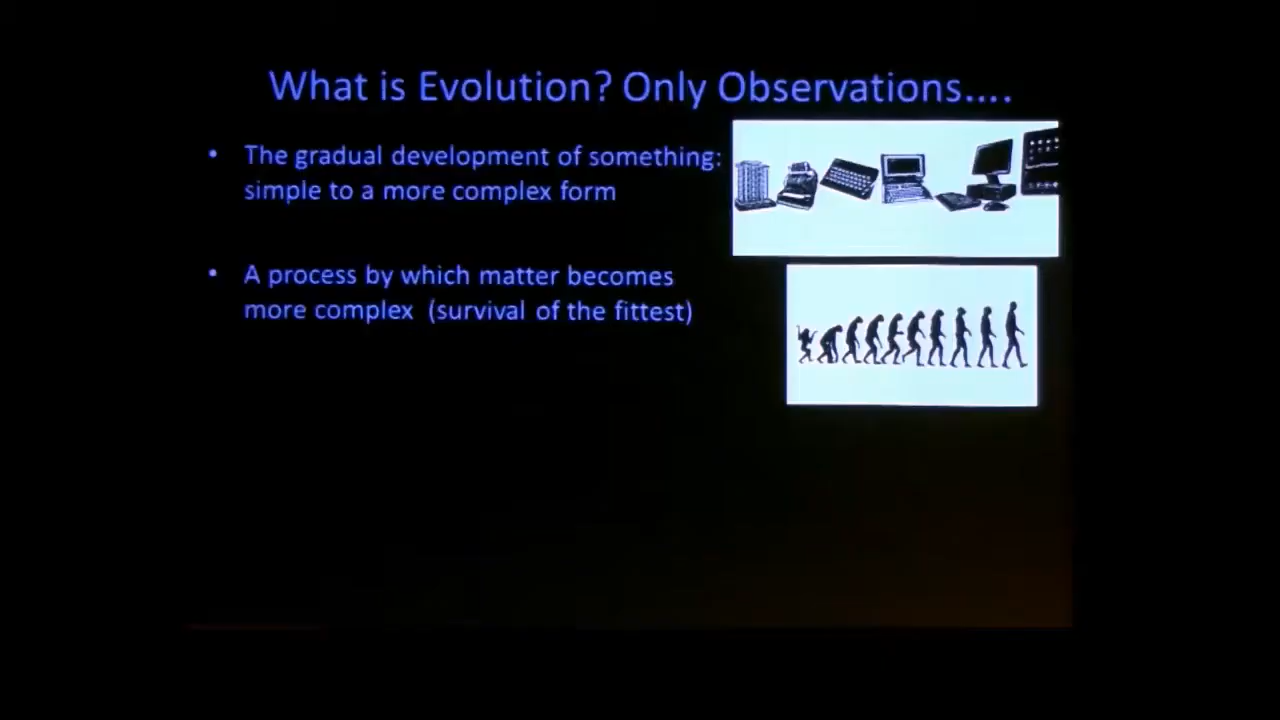 What is Evolution? Only Observations....
• The gradual development of something:
simple to a more complex form
• A process by which matter becomes
more complex (survival of the fittest)